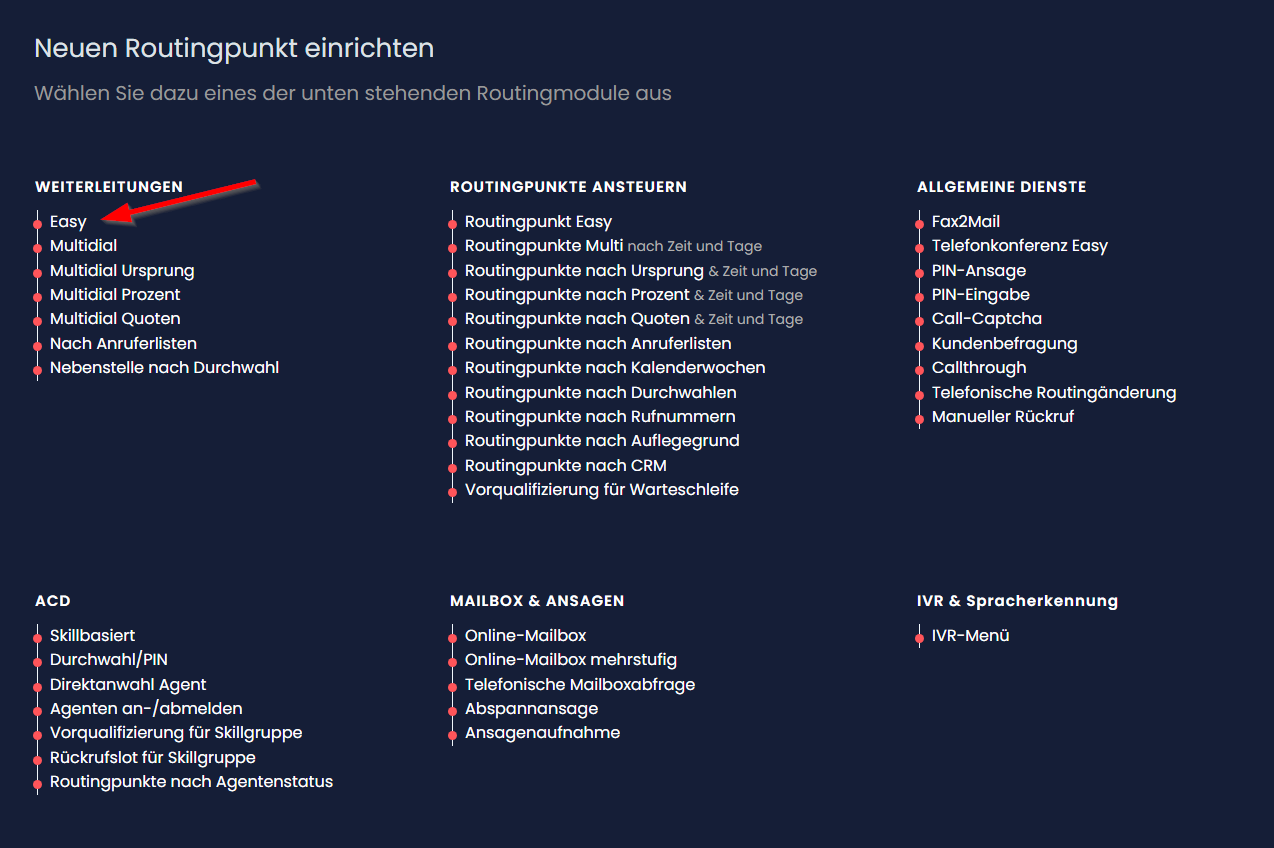 Neuen Routingpunkt einrichten
Wählen Sie dazu eines der unten stehenden Routingmodule aus
WEITERLEITUNGEN
Easy
Multidial
Multidial Ursprung
Multidial Prozent
Multidial Quoten
Nach Anruferlisten
Nebenstelle nach Durchwahl
ROUTINGPUNKTE ANSTEUERN
Routingpunkt Easy
Routingpunkte Multi nach Zeit und Tage
Routingpunkte nach Ursprung & Zeit und Tage
Routingpunkte nach Prozent & Zeit und Tage
Routingpunkte nach Quoten & Zeit und Tage
Routingpunkte nach Anruferlisten
Routingpunkte nach Kalenderwochen
Routingpunkte nach Durchwahlen
Routingpunkte nach Rufnummern
Routingpunkte nach Auflegegrund
Routingpunkte nach CRM
Vorqualifizierung für Warteschleife
ALLGEMEINE DIENSTE
Fax2Mail
Telefonkonferenz Easy
PIN-Ansage
PIN-Eingabe
Call-Captcha
Kundenbefragung
Callthrough
Telefonische Routingänderung
Manueller Rückruf
ACD
Skillbasiert
Durchwahl/PIN
Direktanwahl Agent
Agenten an-/abmelden
Vorqualifizierung für Skillgruppe
Rückrufslot für Skillgruppe
Routingpunkte nach Agentenstatus
MAILBOX & ANSAGEN
Online-Mailbox
Online-Mailbox mehrstufig
Telefonische Mailboxabfrage
Abspannansage
Ansagenaufnahme
IVR & Spracherkennung
IVR-Menü